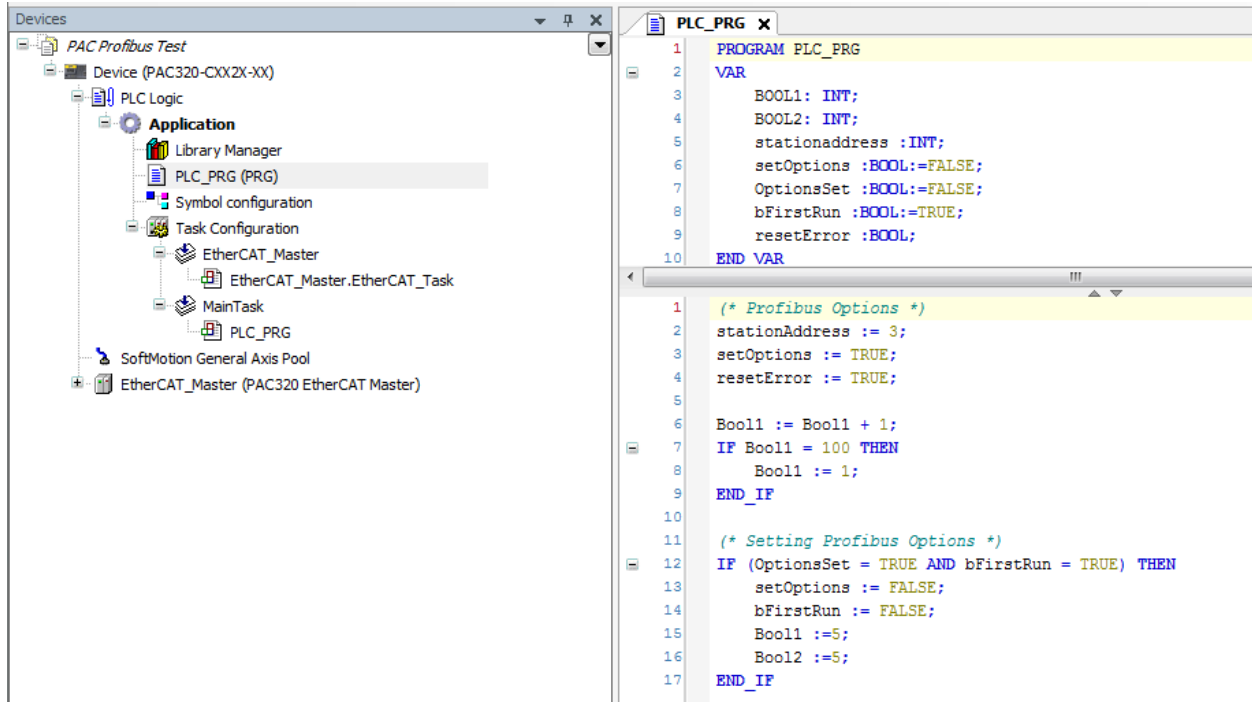 Devices
PAC Profibus Test
Device (PAC320-CXX2X-XX)
PLC Logic
Application
Library Manager
PLC_PRG (PRG)
Symbol configuration
Task Configuration
EtherCAT_Master
EtherCAT_Master.EtherCAT_Task
MainTask
PLC_PRG
SoftMotion General Axis Pool
EtherCAT_Master (PAC320 EtherCAT Master)
PLC_PRG X
1 PROGRAM PLC_PRG
2 VAR
3 BOOL1: INT;
4 BOOL2: INT;
5 stationaddress :INT;
6 setOptions :BOOL:=FALSE;
7 OptionsSet :BOOL:=FALSE;
8 bFirstRun :BOOL:=TRUE;
9 resetError :BOOL;
10 END_VAR
1 (* Profibus Options *)
2 stationAddress := 3;
3 setOptions := TRUE;
4 resetError := TRUE;
5
6 Bool1 := Bool1 + 1;
7 IF Bool1 = 100 THEN
8 Bool1 := 1;
9 END_IF
10
11 (* Setting Profibus Options *)
12 IF (OptionsSet = TRUE AND bFirstRun = TRUE) THEN
13 setOptions := FALSE;
14 bFirstRun := FALSE;
15 Bool1 :=5;
16 Bool2 :=5;
17 END_IF